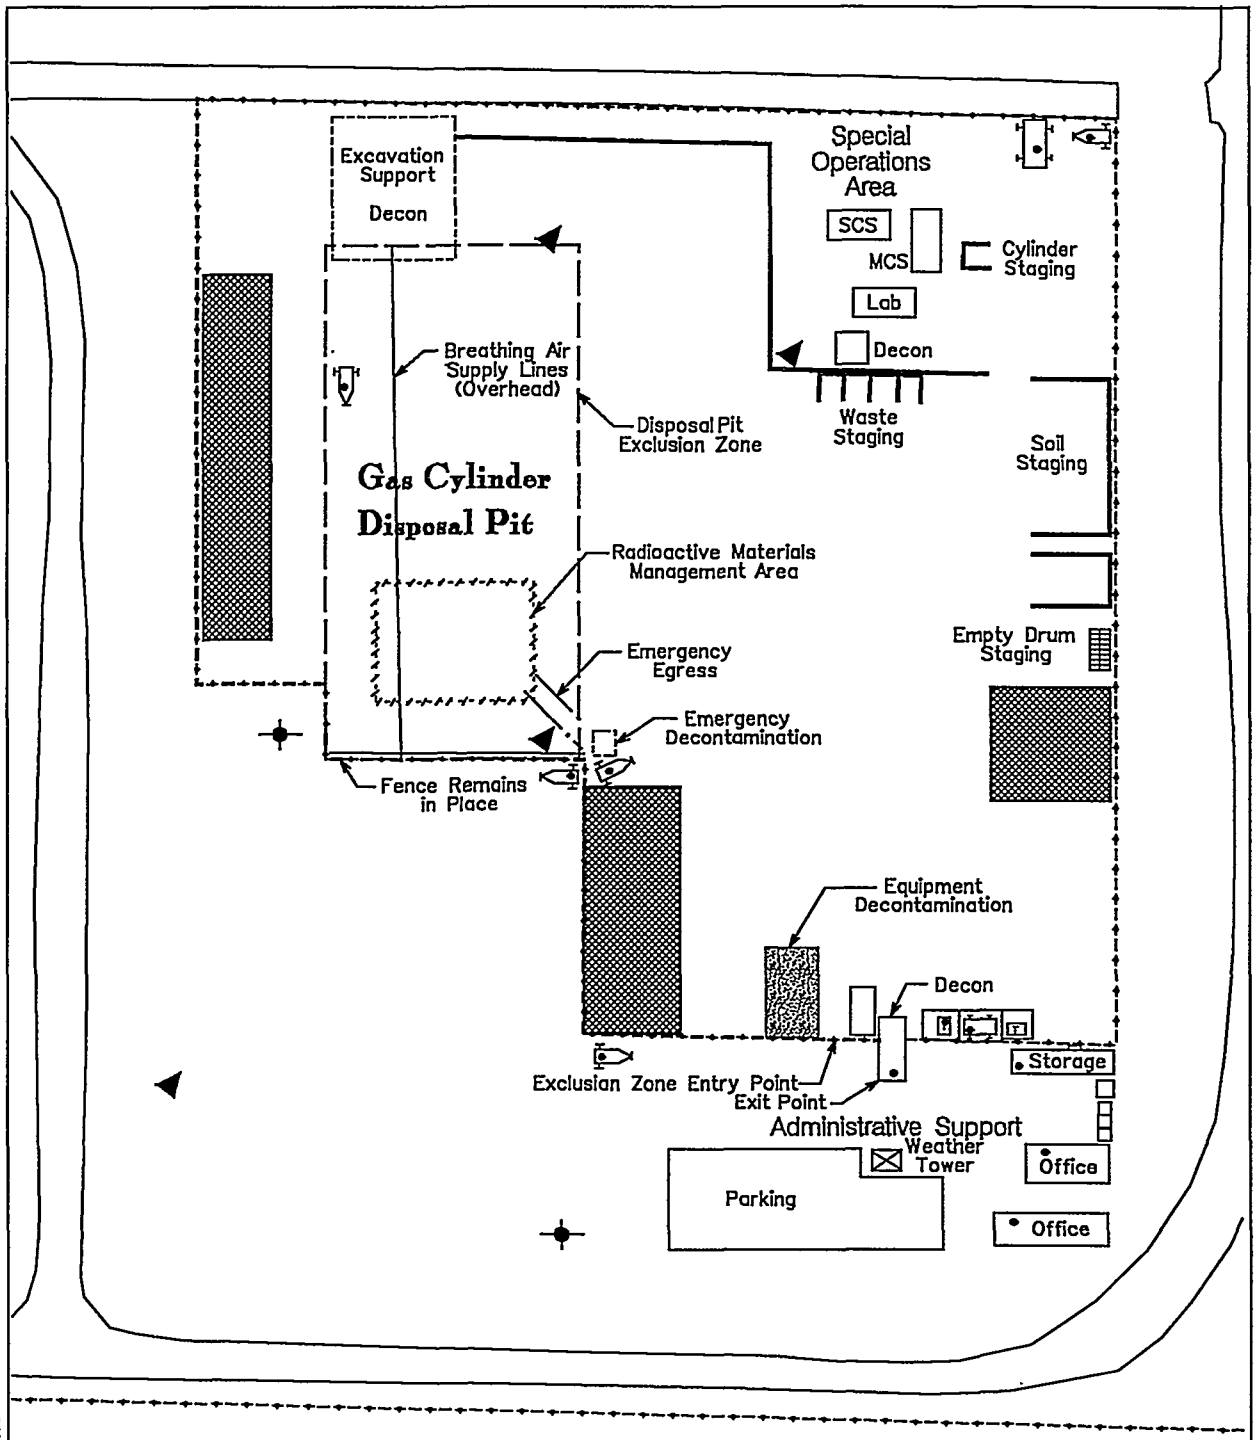 Special
Operations
Area
Excavation
Support
Decon
SCS
MCS
Cylinder
Staging
Lab
Decon
Breathing Air
Supply Lines
(Overhead)
Disposal Pit
Exclusion Zone
Waste
Staging
Soil
Staging
Gas Cylinder
Disposal Pit
Radioactive Materials
Management Area
Emergency
Egress
Empty Drum
Staging
Emergency
Decontamination
Fence Remains
in Place
Equipment
Decontamination
Decon
Storage
Exclusian Zone Entry Point
Exit Point
Administrative Support
Weather
Tower
Office
Parking
Office